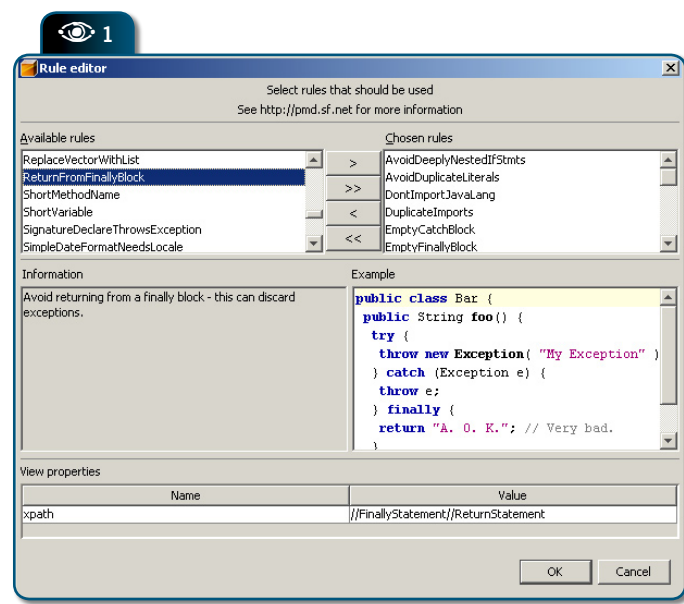 1
Rule editor
Select rules that should be used
See http://pmd.sf.net for more information
Available rules
Chosen rules
ReplaceVectorWithList
ReturnFromFinallyBlock
ShortMethodName
ShortVariable
SignatureDeclareThrowsException
SimpleDateFormatNeedsLocale
>
>>
<
<<
AvoidDeeplyNestedIfStmts
AvoidDuplicateLiterals
DontImportJavaLang
DuplicateImports
EmptyCatchBlock
EmptyFinallyBlock
Information
Avoid returning from a finally block - this can discard
exceptions.
Example
public class Bar {
public String foo() {
try {
throw new Exception( "My Exception" )
} catch (Exception e) {
throw e;
} finally {
return "A. O. K."; // Very bad.
}
View properties
Name Value
xpath //FinallyStatement//ReturnStatement
OK Cancel